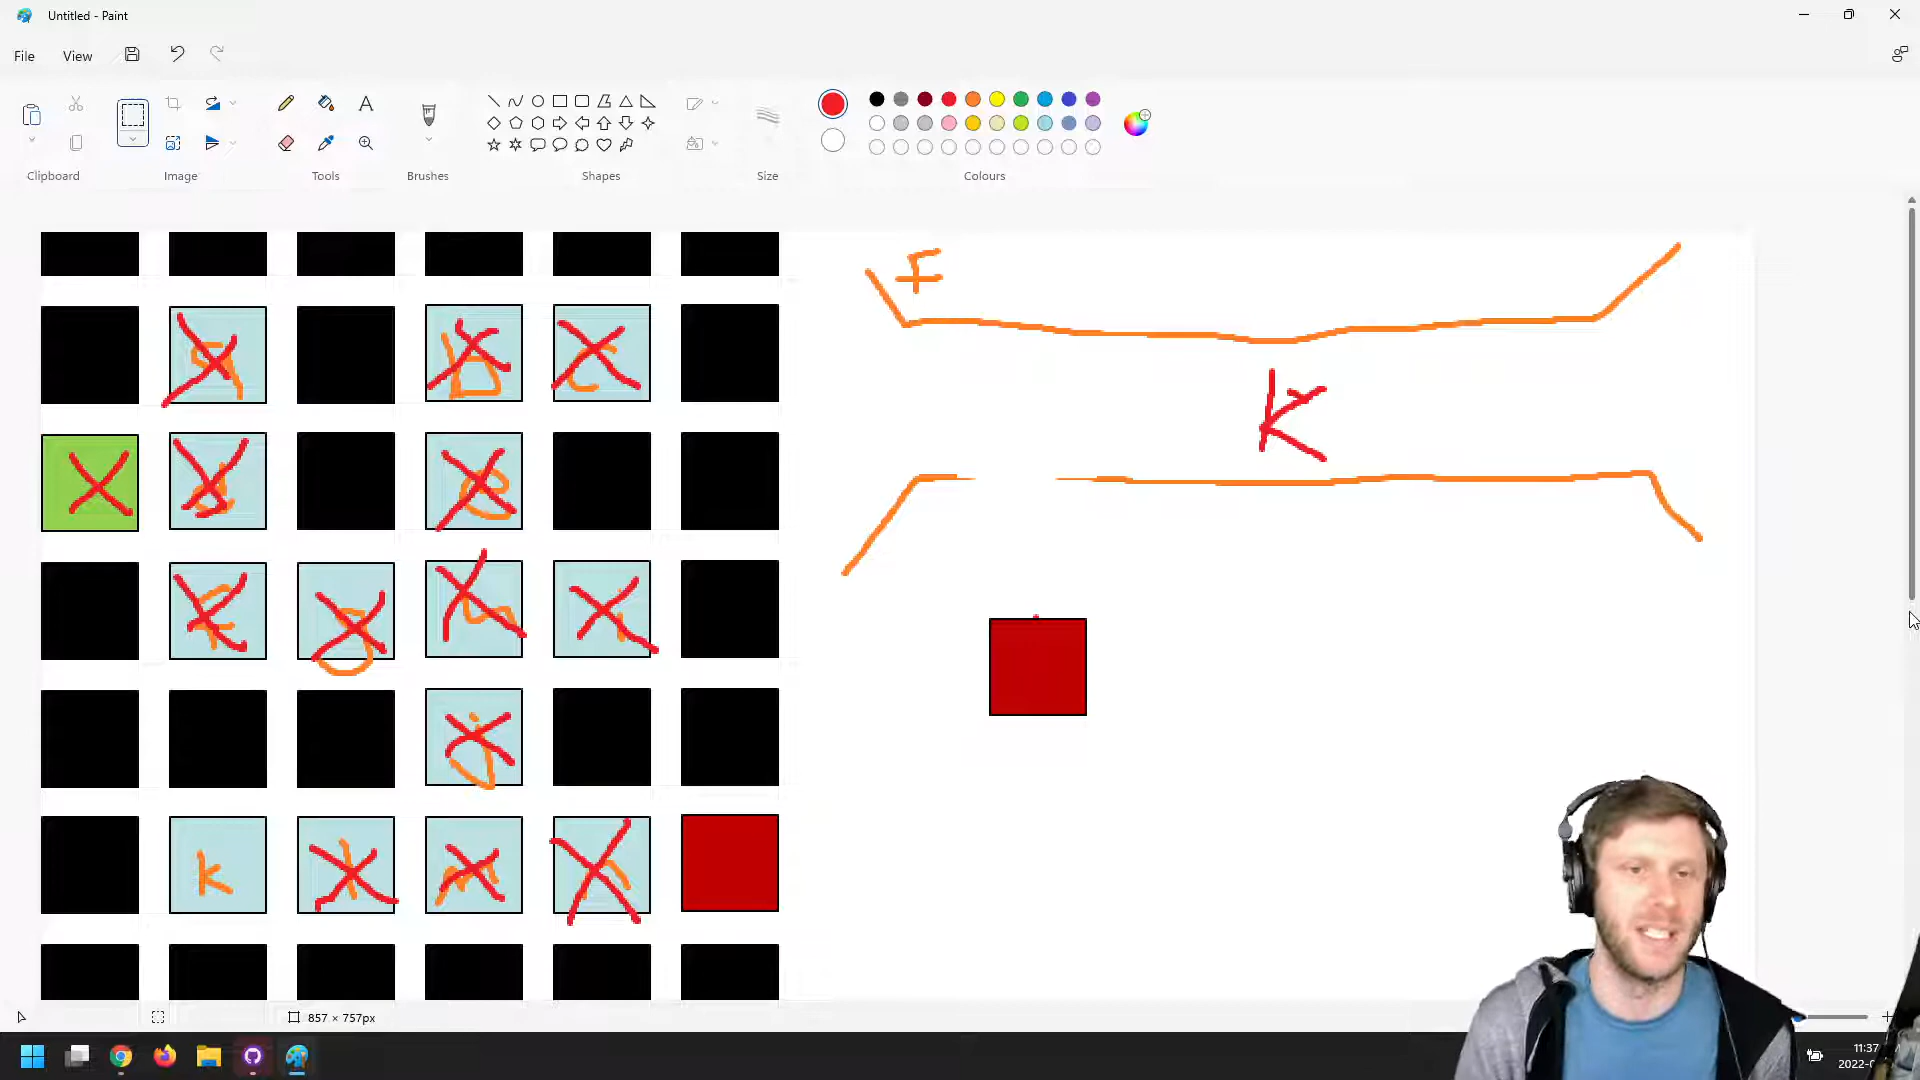 Untitled - Paint
File View
Clipboard Image Tools Brushes Shapes Size Colours
A
F
a b c
k
d e
f g h i
j
k l m n
857 × 757px
11:37